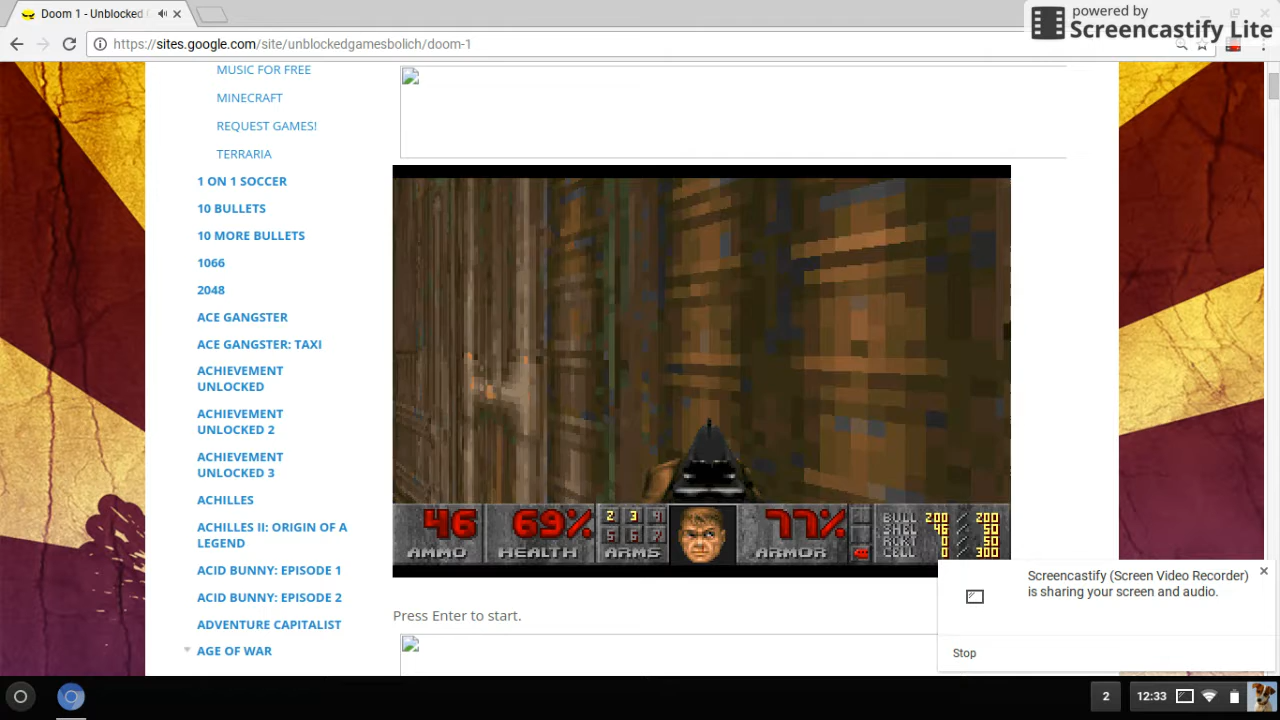 Doom 1 - Unblocked
powered by
Screencastify Lite
https://sites.google.com/site/unblockedgamesbolich/doom-1
MUSIC FOR FREE
MINECRAFT
REQUEST GAMES!
TERRARIA
1 ON 1 SOCCER
10 BULLETS
10 MORE BULLETS
1066
2048
ACE GANGSTER
ACE GANGSTER: TAXI
ACHIEVEMENT
UNLOCKED
ACHIEVEMENT
UNLOCKED 2
ACHIEVEMENT
UNLOCKED 3
ACHILLES
ACHILLES II: ORIGIN OF A
LEGEND
ACID BUNNY: EPISODE 1
ACID BUNNY: EPISODE 2
ADVENTURE CAPITALIST
AGE OF WAR
46
AMMO
69%
HEALTH
2 3 4
5 6 7
ARMS
77%
ARMOR
BULL 200 / 200
SHEL 46 / 50
RCKT 0 / 50
CELL 0 / 300
Press Enter to start.
Screencastify (Screen Video Recorder)
is sharing your screen and audio.
Stop
2
12:33